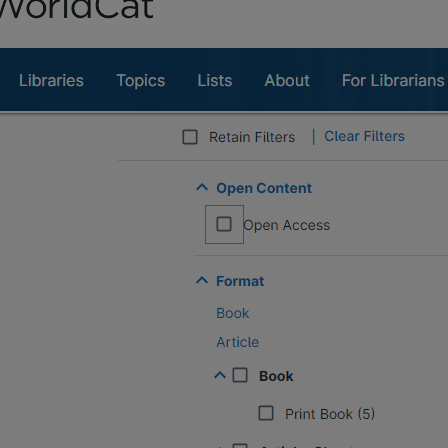 WorldCat
Libraries Topics Lists About For Librarians
Retain Filters | Clear Filters
Open Content
Open Access
Format
Book
Article
Book
Print Book (5)